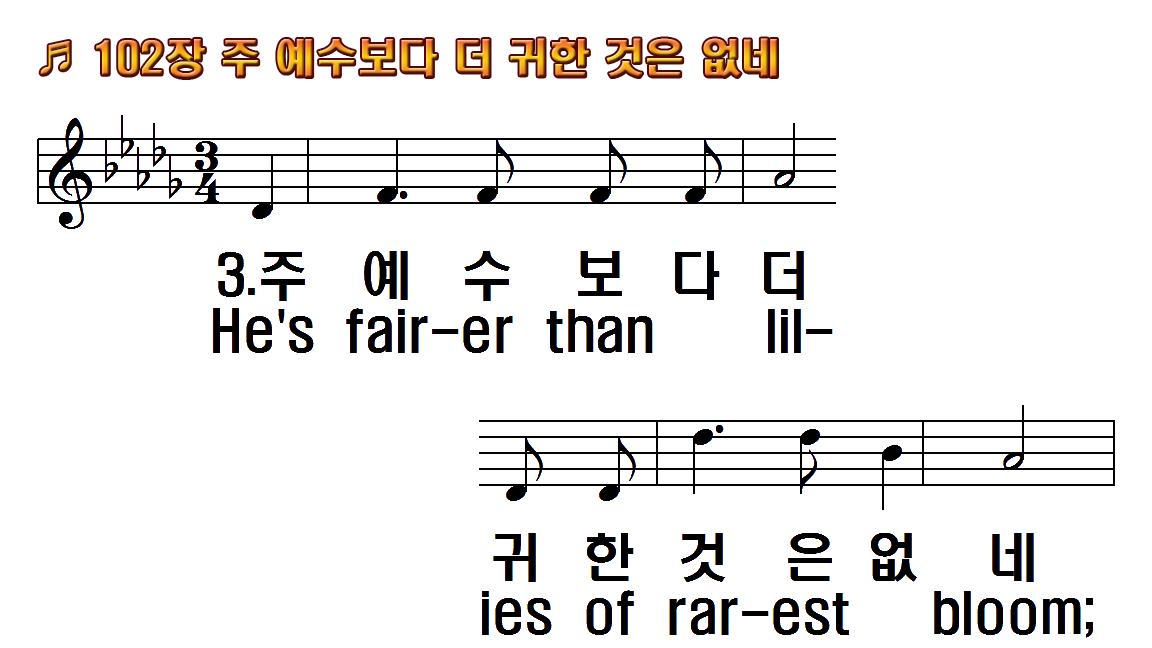 ♬ 102장 주 예수보다 더 귀한 것은 없네
3.주 예 수 보 다 더
He's fair-er than lil-
귀 한 것 은 없 네
ies of rar-est bloom;